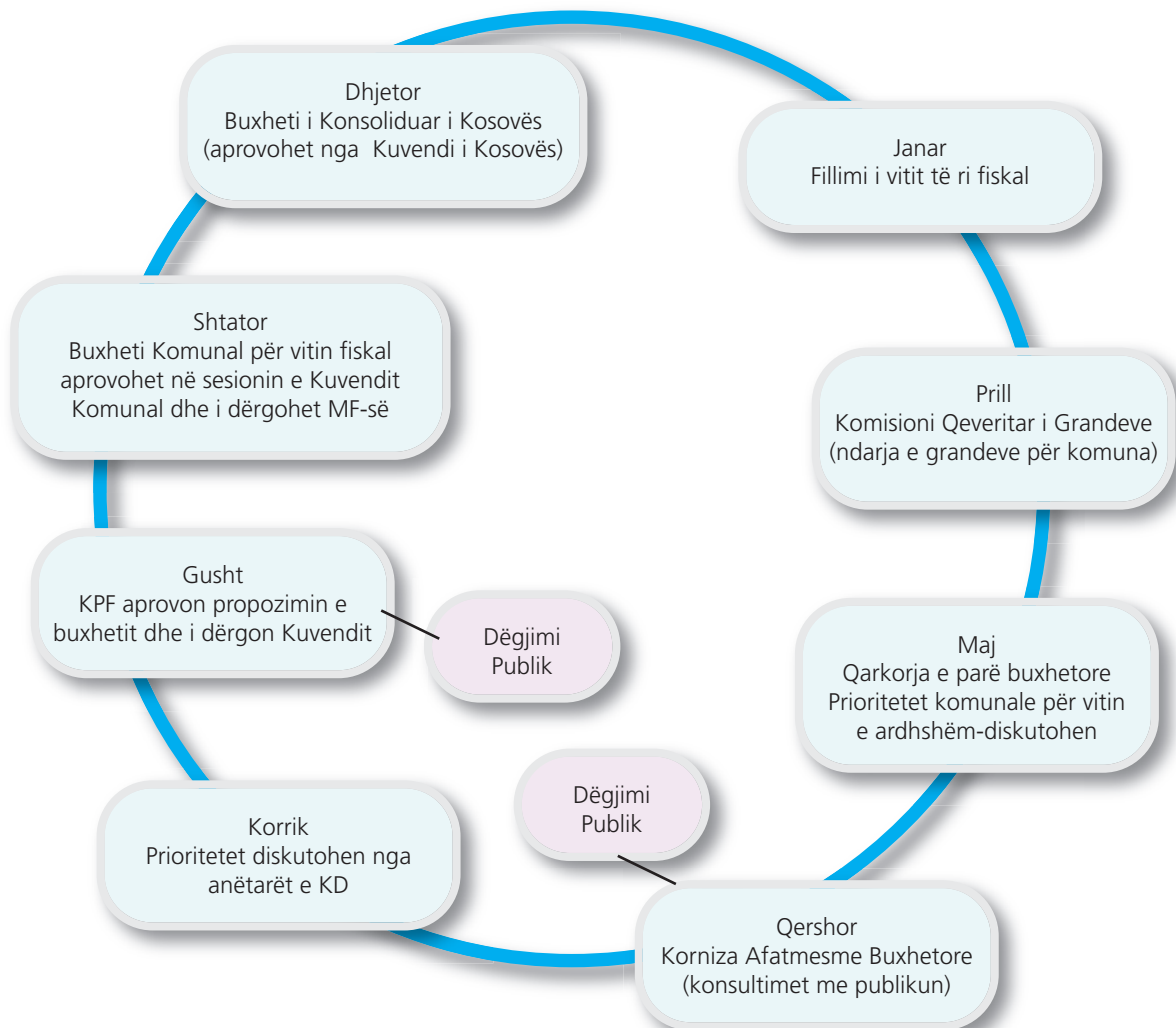 Dhjetor
Buxheti i Konsoliduar i Kosovës
(aprovohet nga Kuvendi i Kosovës)
Janar
Fillimi i vitit të ri fiskal
Prill
Komisioni Qeveritar i Grandeve
(ndarja e grandeve për komuna)
Maj
Qarkorja e parë buxhetore
Prioritetet komunale për vitin
e ardhshëm-diskutohen
Qershor
Korniza Afatmesme Buxhetore
(konsultimet me publikun)
Dëgjimi
Publik
Korrik
Prioritetet diskutohen nga
anëtarët e KD
Gusht
KPF aprovon propozimin e
buxhetit dhe i dërgon Kuvendit
Dëgjimi
Publik
Shtator
Buxheti Komunal për vitin fiskal
aprovohet në sesionin e Kuvendit
Komunal dhe i dërgohet MF-së